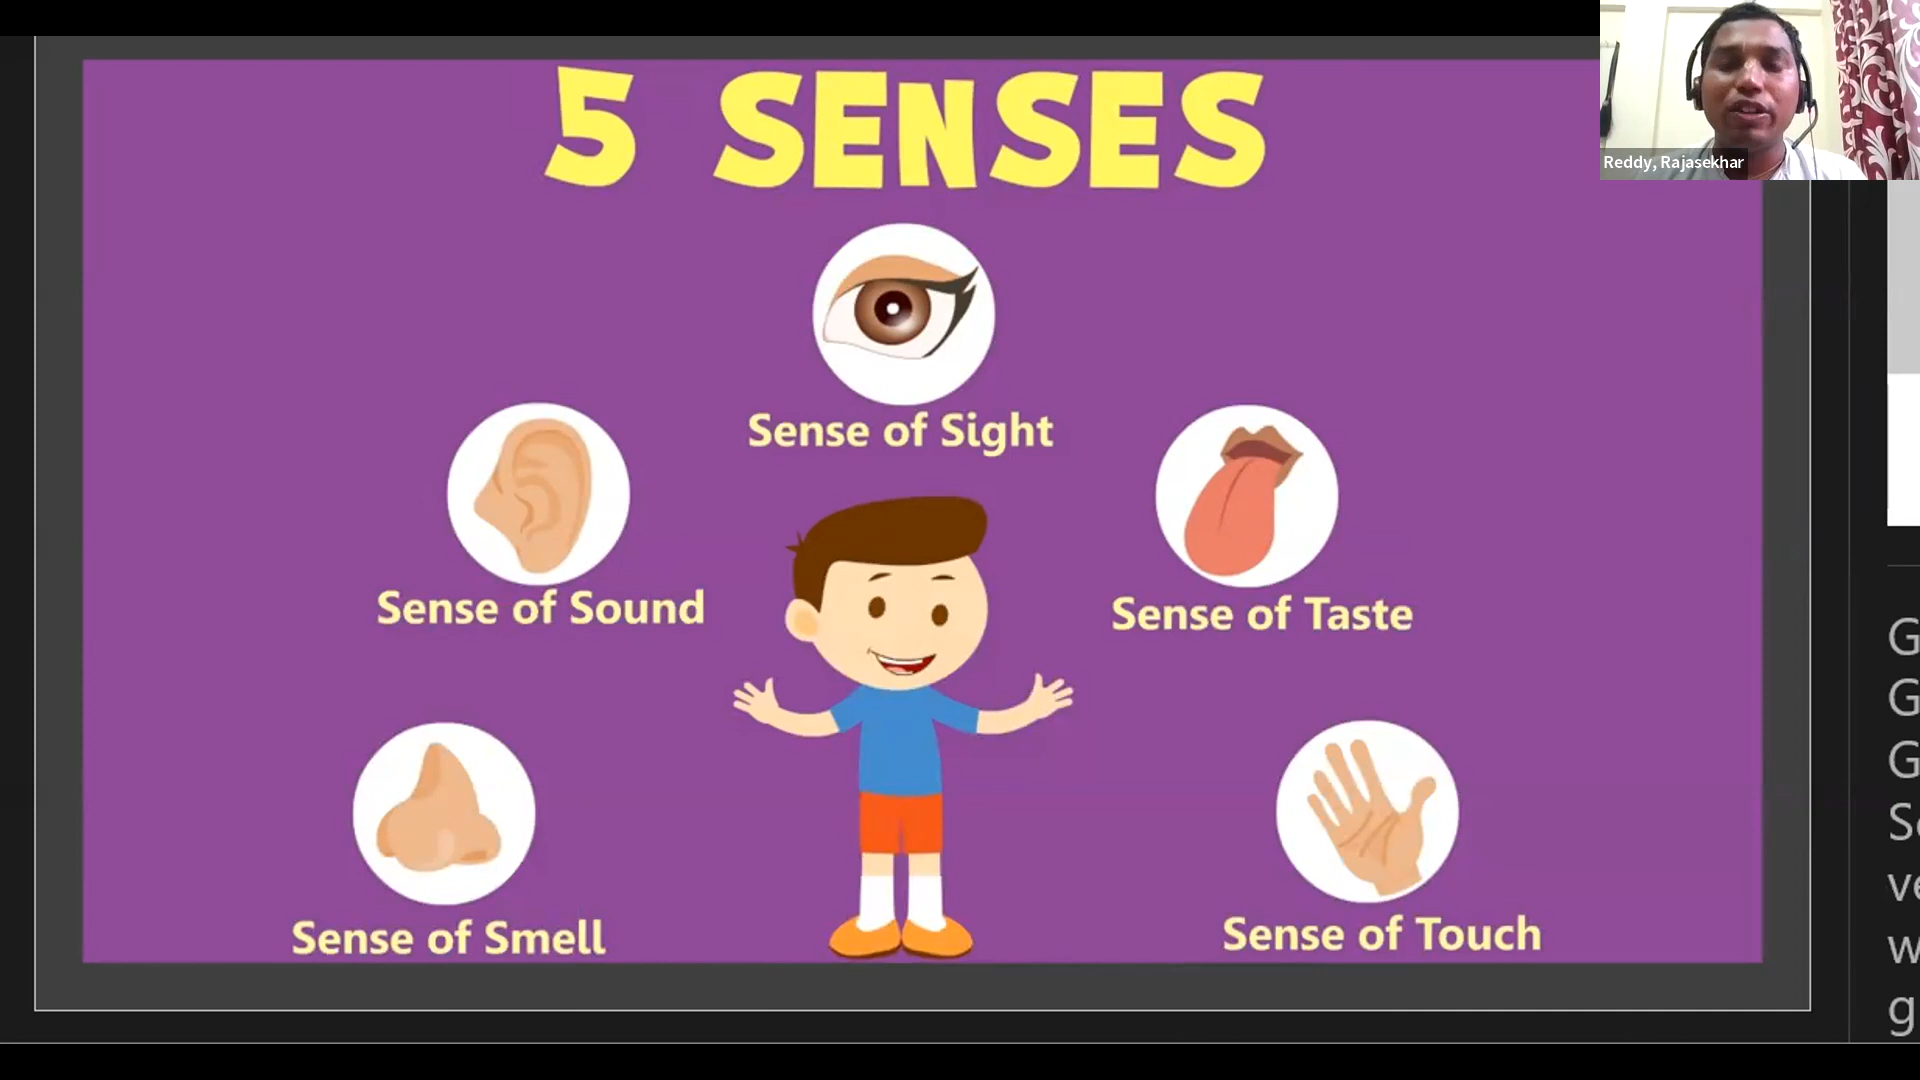 5 SENSES
Reddy, Rajasekhar
Sense of Sight
Sense of Sound
Sense of Taste
Sense of Smell
Sense of Touch